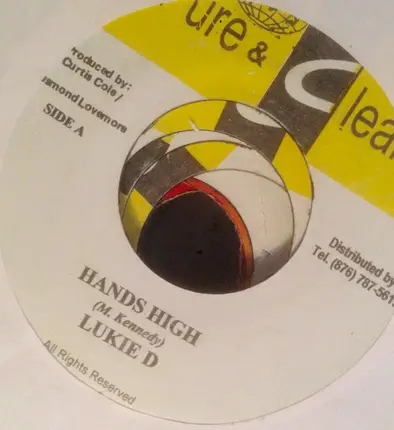 ure &
lea
roduced by:
Curtis Cole /
smond Lovemore
SIDE A
Distributed by
Tel. (876) 787-561
HANDS HIGH
(M. Kennedy)
LUKIE D
All Rights Reserved